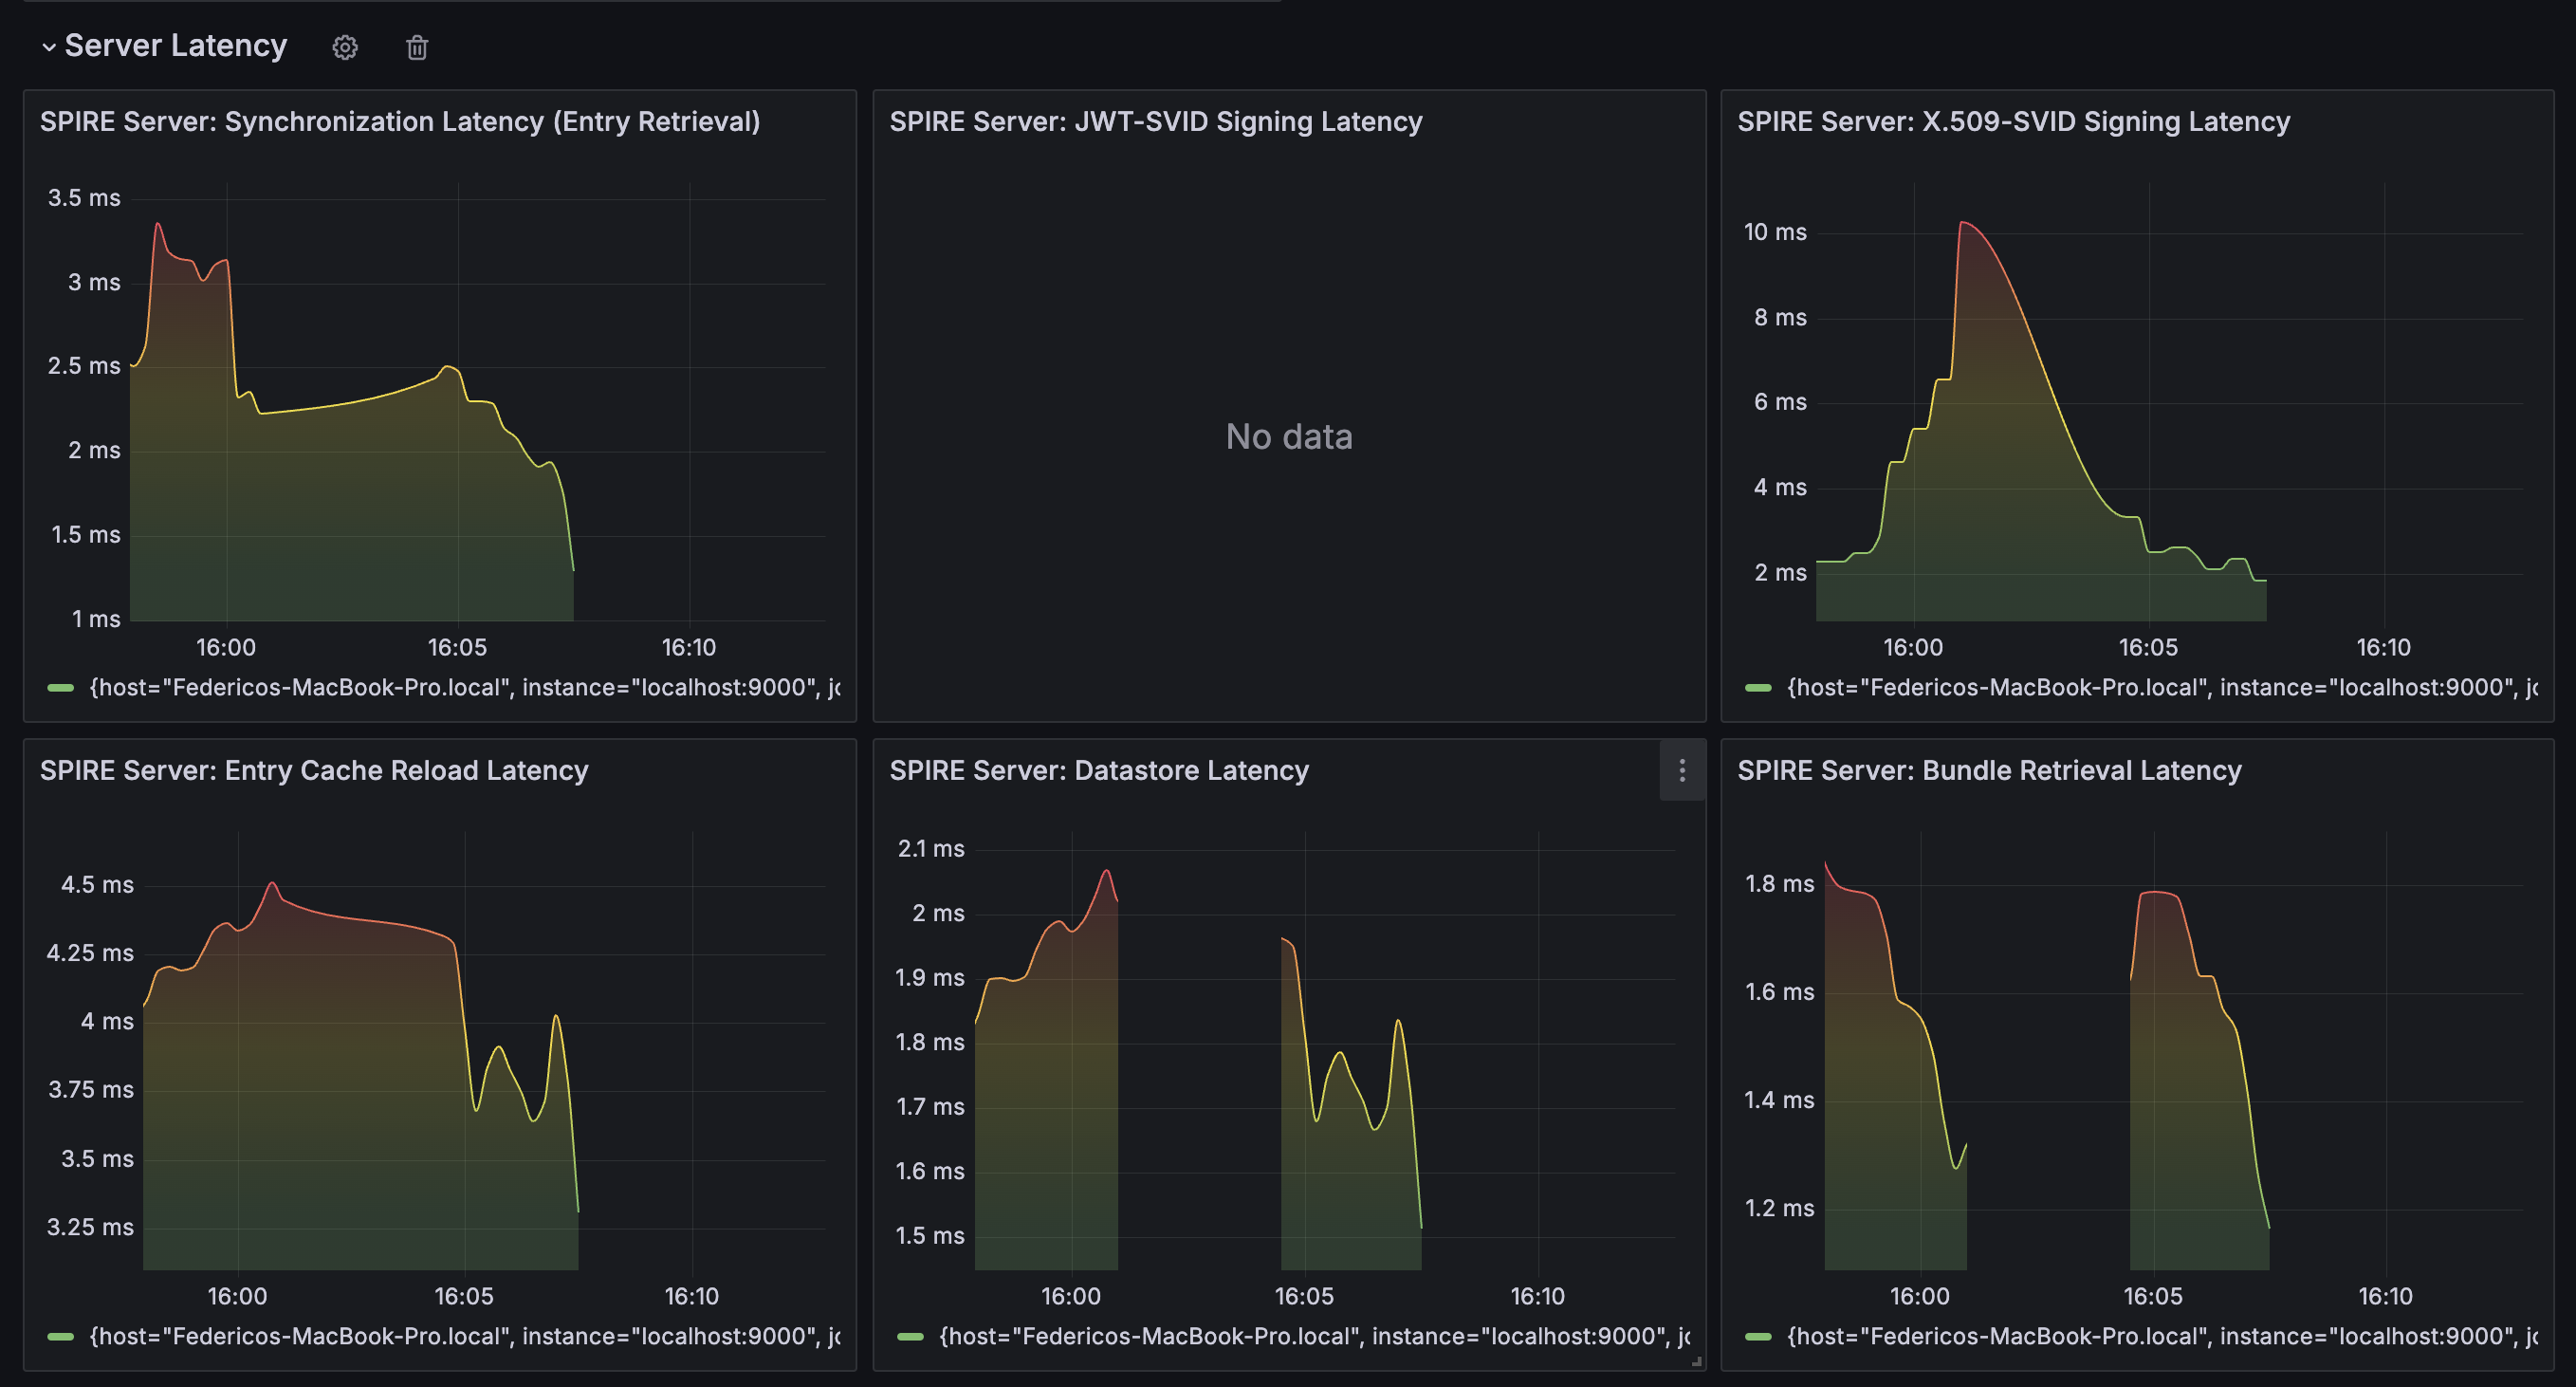 Server Latency
SPIRE Server: Synchronization Latency (Entry Retrieval)
3.5 ms
3 ms
2.5 ms
2 ms
1.5 ms
1 ms
16:00 16:05 16:10
{host="Federicos-MacBook-Pro.local", instance="localhost:9000",
SPIRE Server: JWT-SVID Signing Latency
No data
SPIRE Server: X.509-SVID Signing Latency
10 ms
8 ms
6 ms
4 ms
2 ms
16:00 16:05 16:10
{host="Federicos-MacBook-Pro.local", instance="localhost:9000",
SPIRE Server: Entry Cache Reload Latency
4.5 ms
4.25 ms
4 ms
3.75 ms
3.5 ms
3.25 ms
16:00 16:05 16:10
{host="Federicos-MacBook-Pro.local", instance="localhost:9000",
SPIRE Server: Datastore Latency
2.1 ms
2 ms
1.9 ms
1.8 ms
1.7 ms
1.6 ms
1.5 ms
16:00 16:05 16:10
{host="Federicos-MacBook-Pro.local", instance="localhost:9000",
SPIRE Server: Bundle Retrieval Latency
1.8 ms
1.6 ms
1.4 ms
1.2 ms
16:00 16:05 16:10
{host="Federicos-MacBook-Pro.local", instance="localhost:9000",